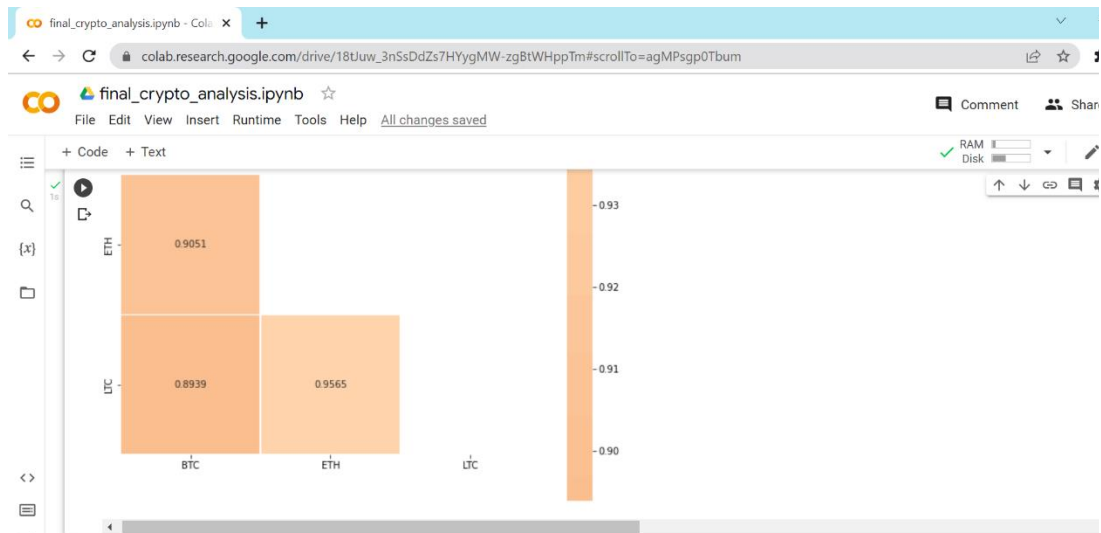 final_crypto_analysis.ipynb - Cola
colab.research.google.com/drive/18tJuw_3nSsDdZs7HYygMW-zgBtWHppTm#scrollTo=agMPsgp0Tbum
final_crypto_analysis.ipynb
Comment
Share
File Edit View Insert Runtime Tools Help All changes saved
+ Code + Text
RAM
Disk
1s
{x}
ETH
0.9051
LTC
0.8939
0.9565
BTC
ETH
LTC
0.93
0.92
0.91
0.90